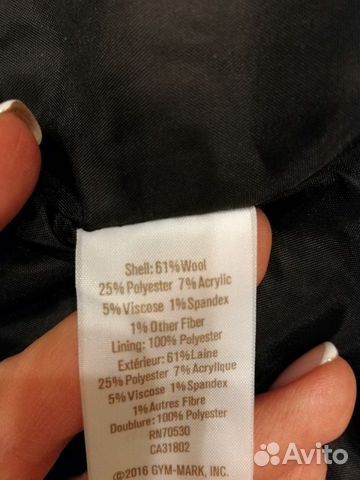 Shell: 61%Wool
25% Polyester 7% Acrylic
5% Viscose 1% Spandex
1% Other Fiber
Lining: 100% Polyester
Extérieur: 61%Laine
25% Polyester 7% Acrylique
5% Viscose 1% Spandex
1%Autres Fibre
Doublure: 100% Polyester
RN70530
CA31802
©2016 GYM-MARK, INC.
Avito